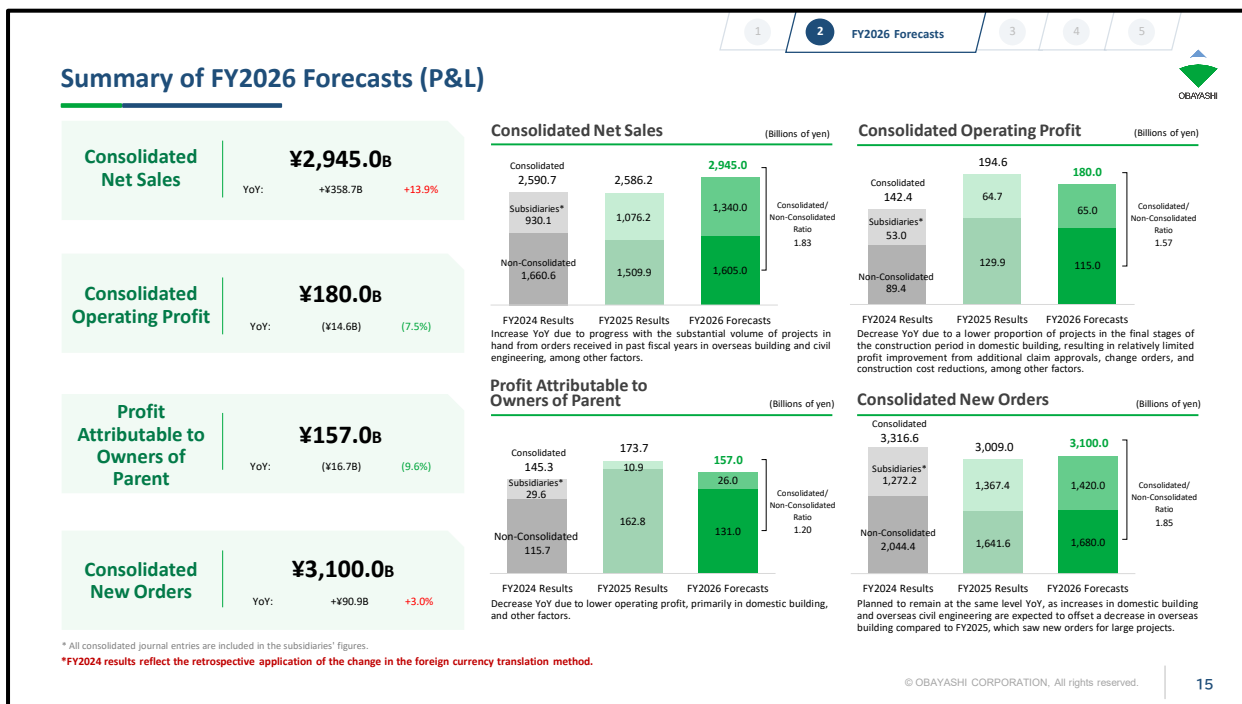 1
2
FY2026 Forecasts
3
4
5
OBAYASHI
Summary of FY2026 Forecasts (P&L)
Consolidated
Net Sales
¥2,945.0B
YoY: +¥358.7B +13.9%
Consolidated
Operating Profit
¥180.0B
YoY: (¥14.6B) (7.5%)
Profit
Attributable to
Owners of
Parent
¥157.0B
YoY: (¥16.7B) (9.6%)
Consolidated
New Orders
¥3,100.0B
YoY: +¥90.9B +3.0%
Consolidated Net Sales (Billions of yen)
Consolidated
2,590.7
Subsidiaries*
930.1
Non-Consolidated
1,660.6
2,586.2
1,076.2
1,509.9
2,945.0
1,340.0
1,605.0
Consolidated/
Non-Consolidated
Ratio
1.83
FY2024 Results FY2025 Results FY2026 Forecasts
Increase YoY due to progress with the substantial volume of projects in
hand from orders received in past fiscal years in overseas building and civil
engineering, among other factors.
Consolidated Operating Profit (Billions of yen)
Consolidated
142.4
Subsidiaries*
53.0
Non-Consolidated
89.4
194.6
64.7
129.9
180.0
65.0
115.0
Consolidated/
Non-Consolidated
Ratio
1.57
FY2024 Results FY2025 Results FY2026 Forecasts
Decrease YoY due to a lower proportion of projects in the final stages of
the construction period in domestic building, resulting in relatively limited
profit improvement from additional claim approvals, change orders, and
construction cost reductions, among other factors.
Profit Attributable to
Owners of Parent (Billions of yen)
Consolidated
145.3
Subsidiaries*
29.6
Non-Consolidated
115.7
173.7
10.9
162.8
157.0
26.0
131.0
Consolidated/
Non-Consolidated
Ratio
1.20
FY2024 Results FY2025 Results FY2026 Forecasts
Decrease YoY due to lower operating profit, primarily in domestic building,
and other factors.
Consolidated New Orders (Billions of yen)
Consolidated
3,316.6
Subsidiaries*
1,272.2
Non-Consolidated
2,044.4
3,009.0
1,367.4
1,641.6
3,100.0
1,420.0
1,680.0
Consolidated/
Non-Consolidated
Ratio
1.85
FY2024 Results FY2025 Results FY2026 Forecasts
Planned to remain at the same level YoY, as increases in domestic building
and overseas civil engineering are expected to offset a decrease in overseas
building compared to FY2025, which saw new orders for large projects.
* All consolidated journal entries are included in the subsidiaries' figures.
*FY2024 results reflect the retrospective application of the change in the foreign currency translation method.
© OBAYASHI CORPORATION, All rights reserved.
15